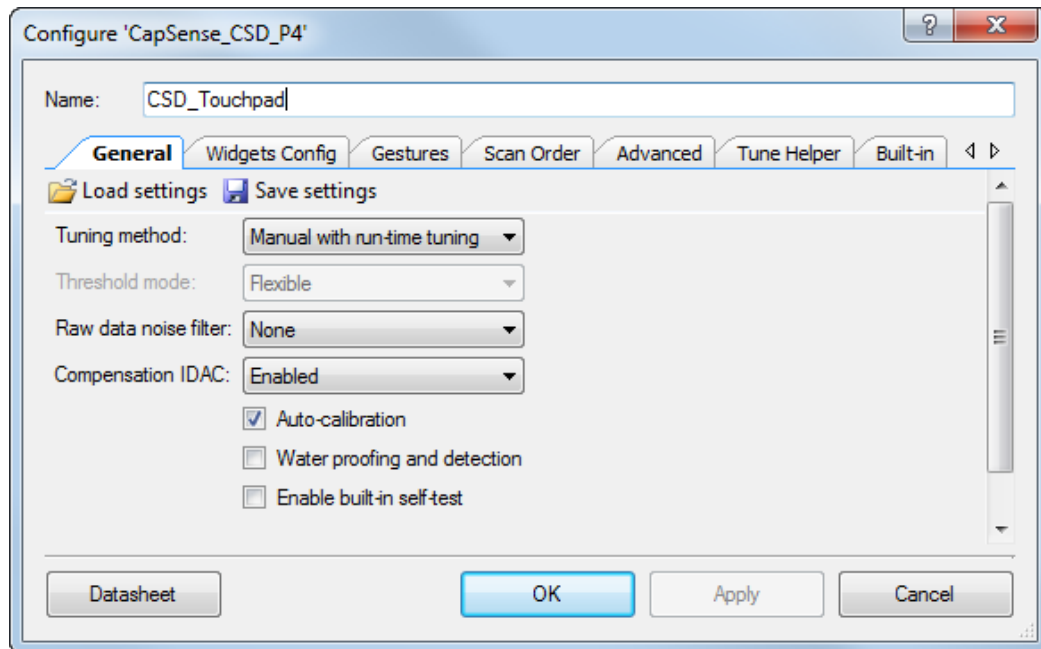 Configure 'CapSense_CSD_P4'
Name: CSD_Touchpad
General Widgets Config Gestures Scan Order Advanced Tune Helper Built-in
Load settings Save settings
Tuning method: Manual with run-time tuning
Threshold mode: Flexible
Raw data noise filter: None
Compensation IDAC: Enabled
Auto-calibration
Water proofing and detection
Enable built-in self-test
Datasheet OK Apply Cancel